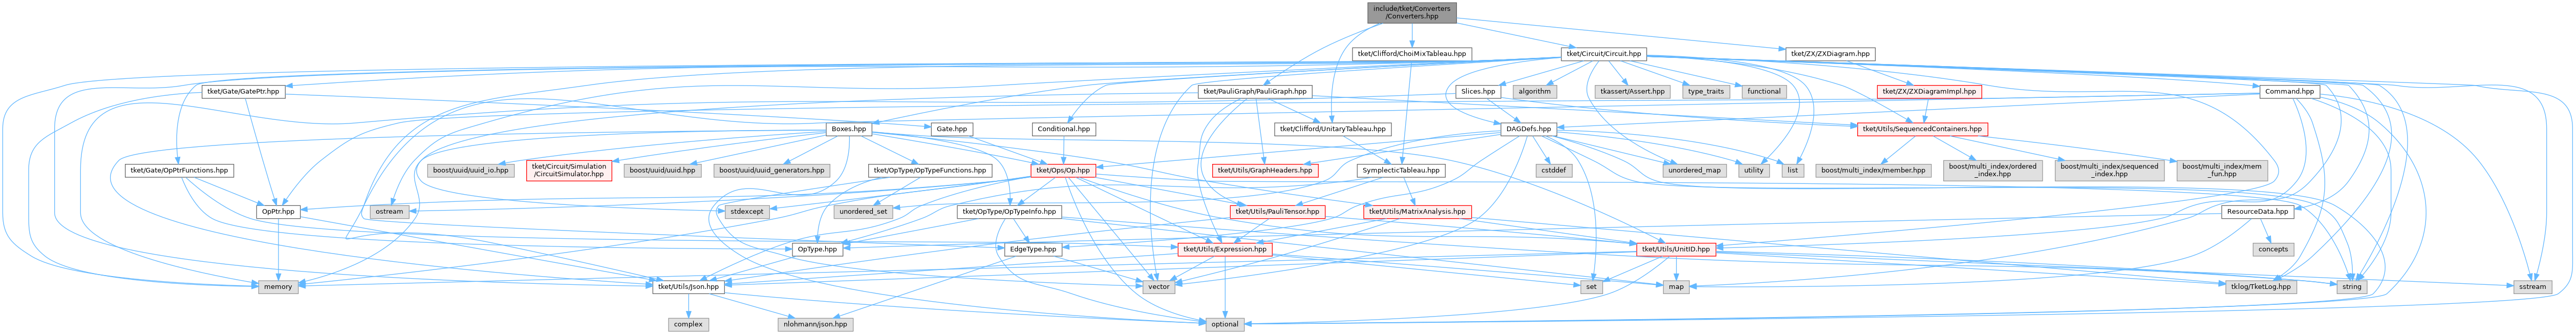 include/tket/Converters
/Converters.hpp
tket/Clifford/ChoiMixTableau.hpp
tket/Circuit/Circuit.hpp
tket/ZX/ZXDiagram.hpp
tket/Gate/GatePtr.hpp
tket/PauliGraph/PauliGraph.hpp
Slices.hpp
algorithm
tkassert/Assert.hpp
type_traits
functional
tket/ZX/ZXDiagramImpl.hpp
Command.hpp
Boxes.hpp
Gate.hpp
Conditional.hpp
tket/Clifford/UnitaryTableau.hpp
DAGDefs.hpp
tket/Utils/SequencedContainers.hpp
tket/Gate/OpPtrFunctions.hpp
boost/uuid/uuid_io.hpp
tket/Circuit/Simulation
/CircuitSimulator.hpp
boost/uuid/uuid.hpp
boost/uuid/uuid_generators.hpp
tket/OpType/OpTypeFunctions.hpp
tket/Ops/Op.hpp
tket/Utils/GraphHeaders.hpp
SymplecticTableau.hpp
cstddef
unordered_map
utility
list
boost/multi_index/member.hpp
boost/multi_index/ordered
_index.hpp
boost/multi_index/sequenced
_index.hpp
boost/multi_index/mem
_fun.hpp
OpPtr.hpp
ostream
stdexcept
unordered_set
tket/OpType/OpTypeInfo.hpp
tket/Utils/PauliTensor.hpp
tket/Utils/MatrixAnalysis.hpp
ResourceData.hpp
OpType.hpp
EdgeType.hpp
tket/Utils/Expression.hpp
tket/Utils/UnitID.hpp
concepts
memory
tket/Utils/Json.hpp
vector
set
map
tklog/TketLog.hpp
string
sstream
complex
nlohmann/json.hpp
optional